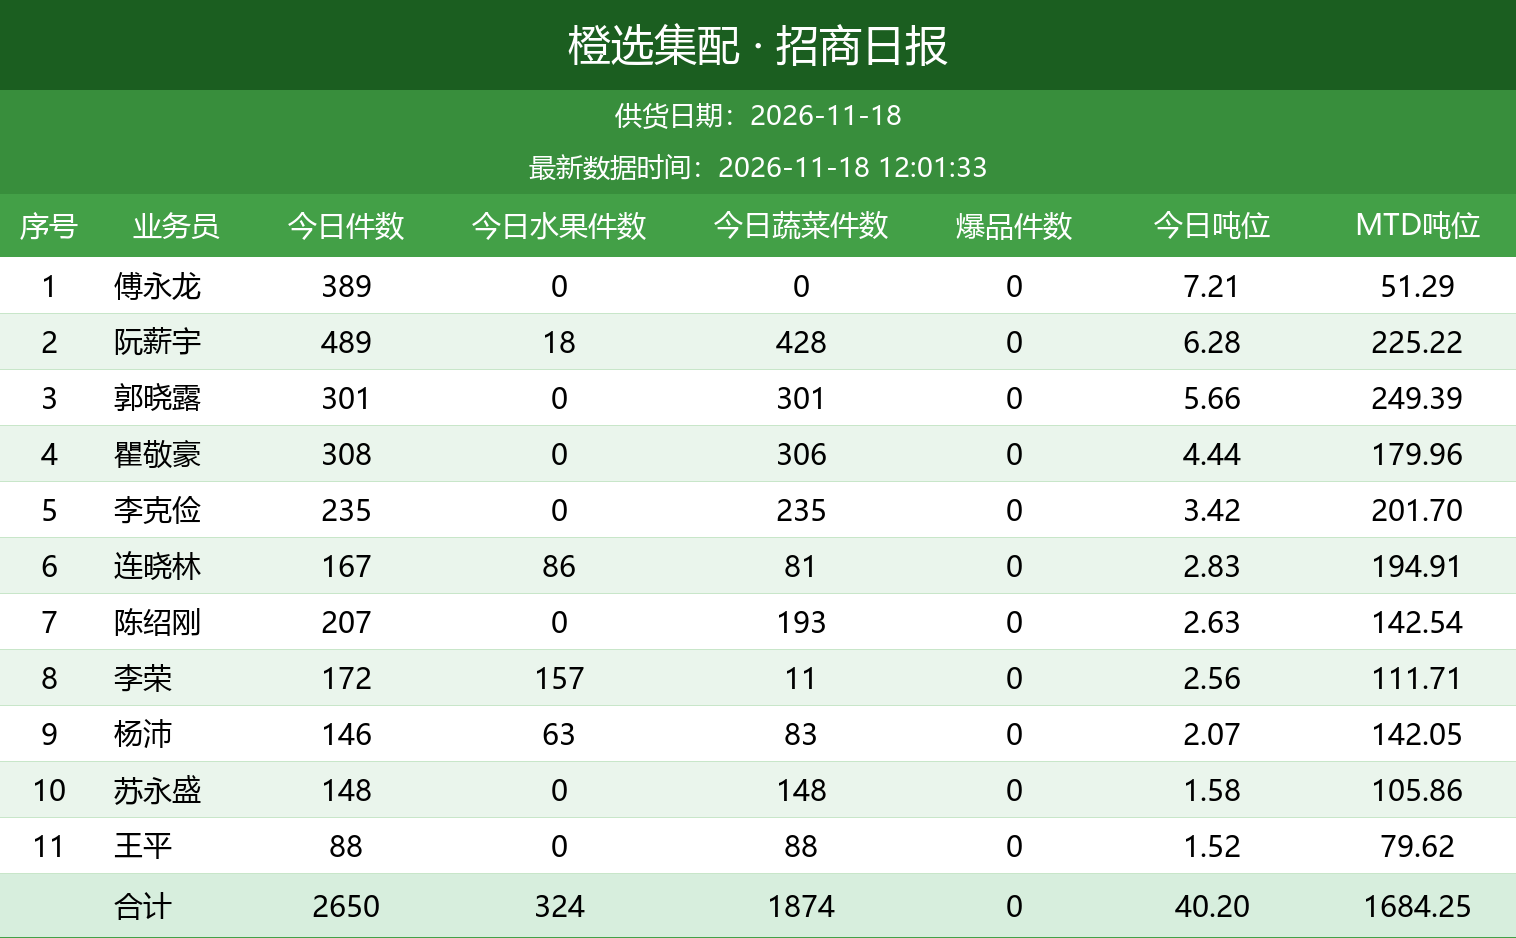 橙选集配 · 招商日报
供货日期：2026-11-18
最新数据时间：2026-11-18 12:01:33
序号 业务员 今日件数 今日水果件数 今日蔬菜件数 爆品件数 今日吨位 MTD吨位
1 傅永龙 389 0 0 0 7.21 51.29
2 阮薪宇 489 18 428 0 6.28 225.22
3 郭晓露 301 0 301 0 5.66 249.39
4 瞿敬豪 308 0 306 0 4.44 179.96
5 李克俭 235 0 235 0 3.42 201.70
6 连晓林 167 86 81 0 2.83 194.91
7 陈绍刚 207 0 193 0 2.63 142.54
8 李荣 172 157 11 0 2.56 111.71
9 杨沛 146 63 83 0 2.07 142.05
10 苏永盛 148 0 148 0 1.58 105.86
11 王平 88 0 88 0 1.52 79.62
合计 2650 324 1874 0 40.20 1684.25